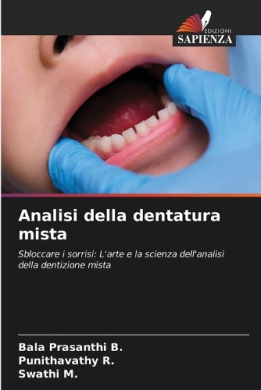 EDIZIONI
SAPIENZA
Analisi della dentatura
mista
Sbloccare i sorrisi: L'arte e la scienza dell'analisi
della dentizione mista
Bala Prasanthi B.
Punithavathy R.
Swathi M.